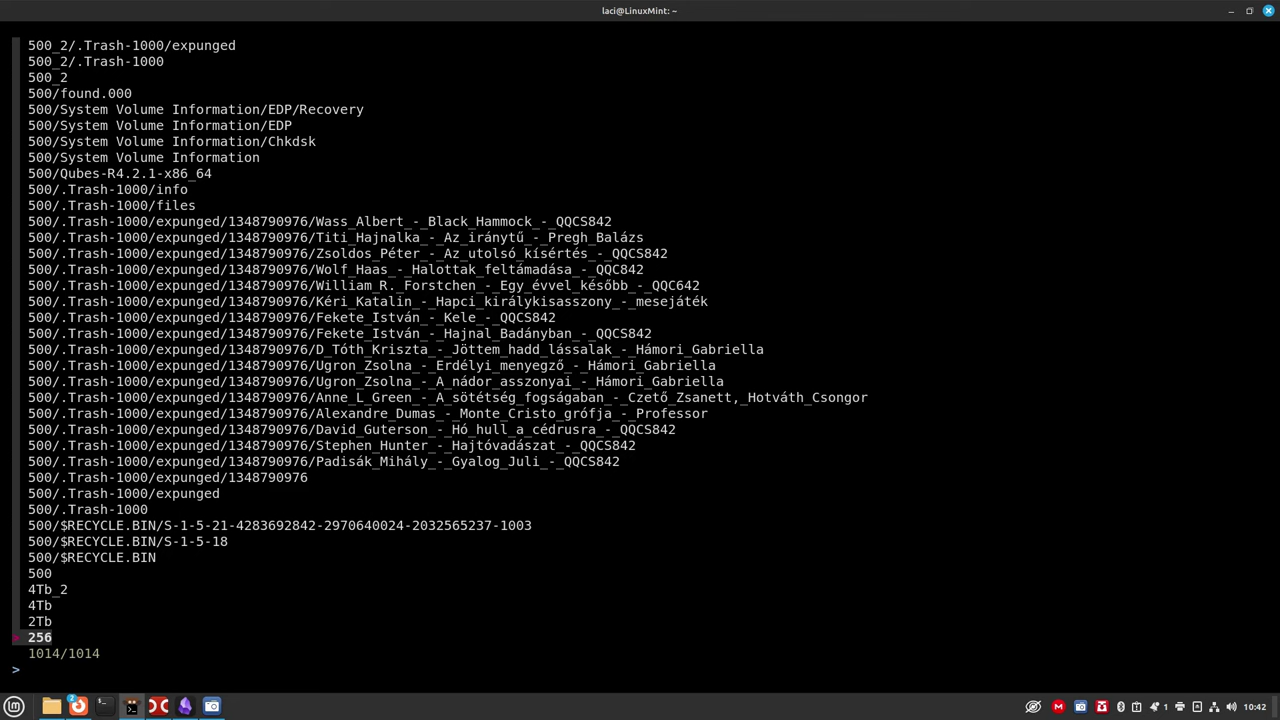 laci@LinuxMint: ~
500_2/.Trash-1000/expunged
500_2/.Trash-1000
500_2
500/found.000
500/System Volume Information/EDP/Recovery
500/System Volume Information/EDP
500/System Volume Information/Chkdsk
500/System Volume Information
500/Qubes-R4.2.1-x86_64
500/.Trash-1000/info
500/.Trash-1000/files
500/.Trash-1000/expunged/1348790976/Wass_Albert_-_Black_Hammock_-_QQCS842
500/.Trash-1000/expunged/1348790976/Titi_Hajnalka_-_Az_iránytű_-_Pregh_Balázs
500/.Trash-1000/expunged/1348790976/Zsoldos_Péter_-_Az_utolsó_kísértés_-_QQCS842
500/.Trash-1000/expunged/1348790976/Wolf_Haas_-_Halottak_feltámadása_-_QQC842
500/.Trash-1000/expunged/1348790976/William_R._Forstchen_-_Egy_évvel_később_-_QQC642
500/.Trash-1000/expunged/1348790976/Kéri_Katalin_-_Hapci_királykisasszony_-_mesejáték
500/.Trash-1000/expunged/1348790976/Fekete_István_-_Kele_-_QQCS842
500/.Trash-1000/expunged/1348790976/Fekete_István_-_Hajnal_Badányban_-_QQCS842
500/.Trash-1000/expunged/1348790976/D_Tóth_Kriszta_-_Jöttem_hadd_lássalak_-_Hámori_Gabriella
500/.Trash-1000/expunged/1348790976/Ugron_Zsolna_-_Erdélyi_menyegző_-_Hámori_Gabriella
500/.Trash-1000/expunged/1348790976/Ugron_Zsolna_-_A_nádor_asszonyai_-_Hámori_Gabriella
500/.Trash-1000/expunged/1348790976/Anne_L_Green_-_A_sötétség_fogságaban_-_Czető_Zsanett,_Hotváth_Csongor
500/.Trash-1000/expunged/1348790976/Alexandre_Dumas_-_Monte_Cristo_grófja_-_Professor
500/.Trash-1000/expunged/1348790976/David_Guterson_-_Hó_hull_a_cédrusra_-_QQCS842
500/.Trash-1000/expunged/1348790976/Stephen_Hunter_-_Hajtóvadászat_-_QQCS842
500/.Trash-1000/expunged/1348790976/Padisák_Mihály_-_Gyalog_Juli_-_QQCS842
500/.Trash-1000/expunged/1348790976
500/.Trash-1000/expunged
500/.Trash-1000
500/$RECYCLE.BIN/S-1-5-21-4283692842-2970640024-2032565237-1003
500/$RECYCLE.BIN/S-1-5-18
500/$RECYCLE.BIN
500
4Tb_2
4Tb
2Tb
> 256
1014/1014
>
2
1
10:42